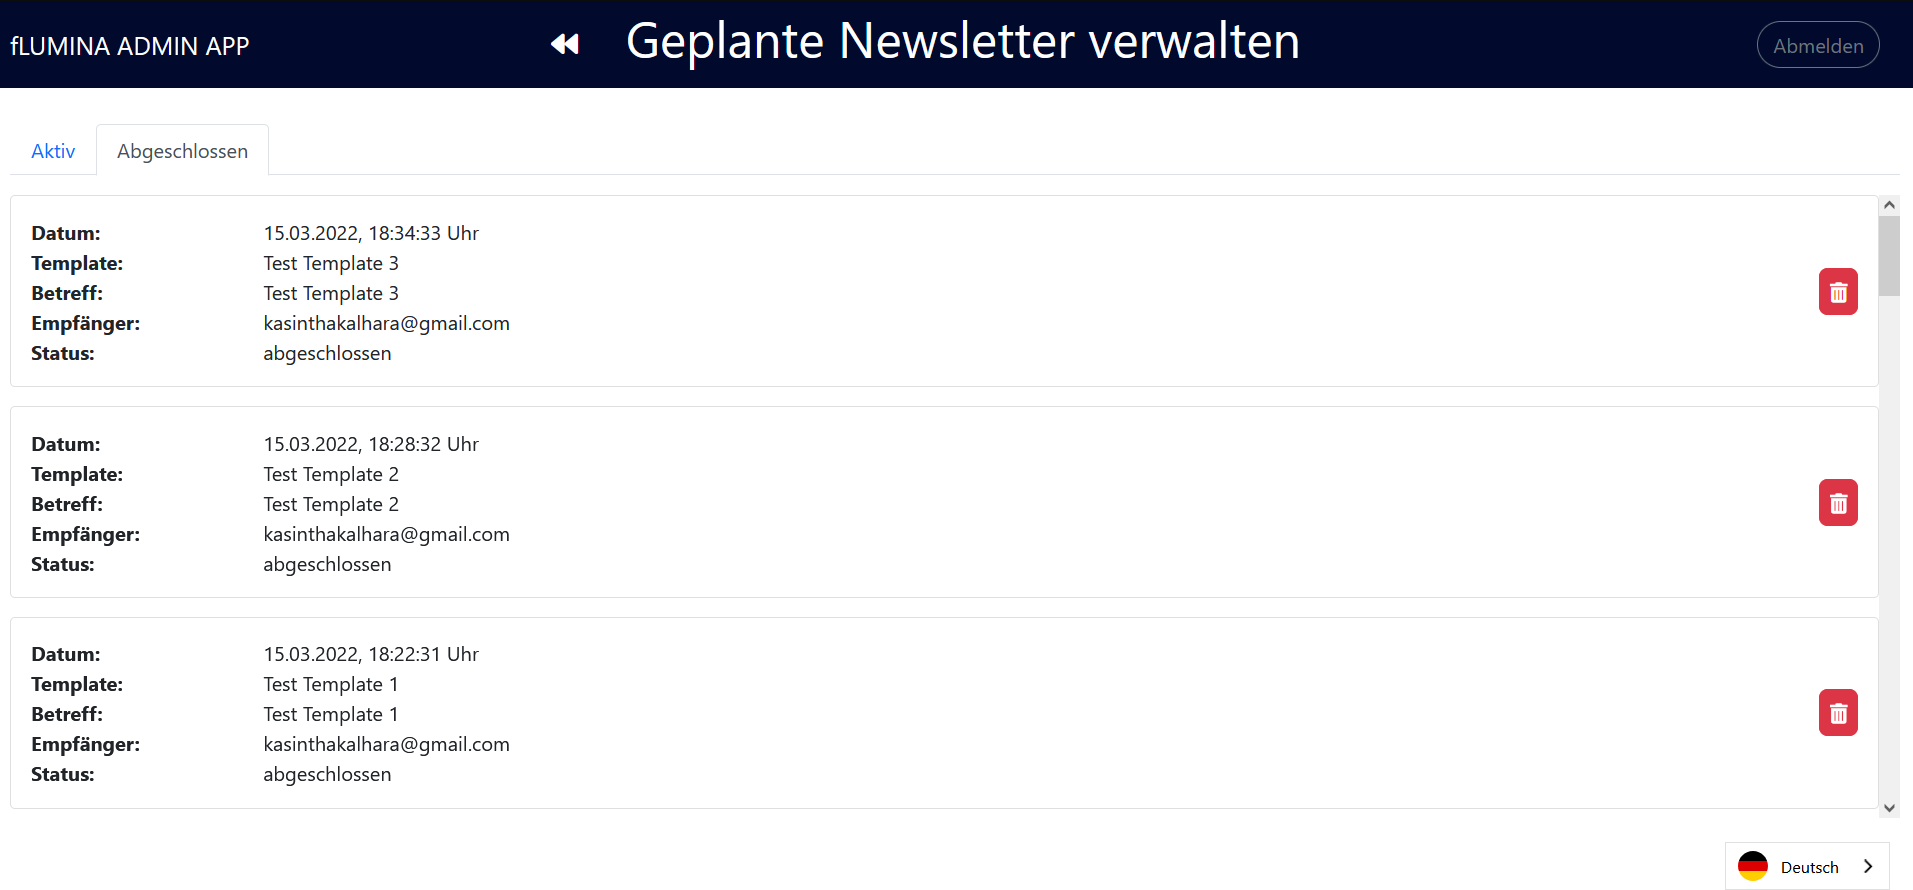 fLUMINA ADMIN APP
Geplante Newsletter verwalten
Abmelden
Aktiv
Abgeschlossen
Datum: 15.03.2022, 18:34:33 Uhr
Template: Test Template 3
Betreff: Test Template 3
Empfänger: kasinthakalhara@gmail.com
Status: abgeschlossen
Datum: 15.03.2022, 18:28:32 Uhr
Template: Test Template 2
Betreff: Test Template 2
Empfänger: kasinthakalhara@gmail.com
Status: abgeschlossen
Datum: 15.03.2022, 18:22:31 Uhr
Template: Test Template 1
Betreff: Test Template 1
Empfänger: kasinthakalhara@gmail.com
Status: abgeschlossen
Deutsch